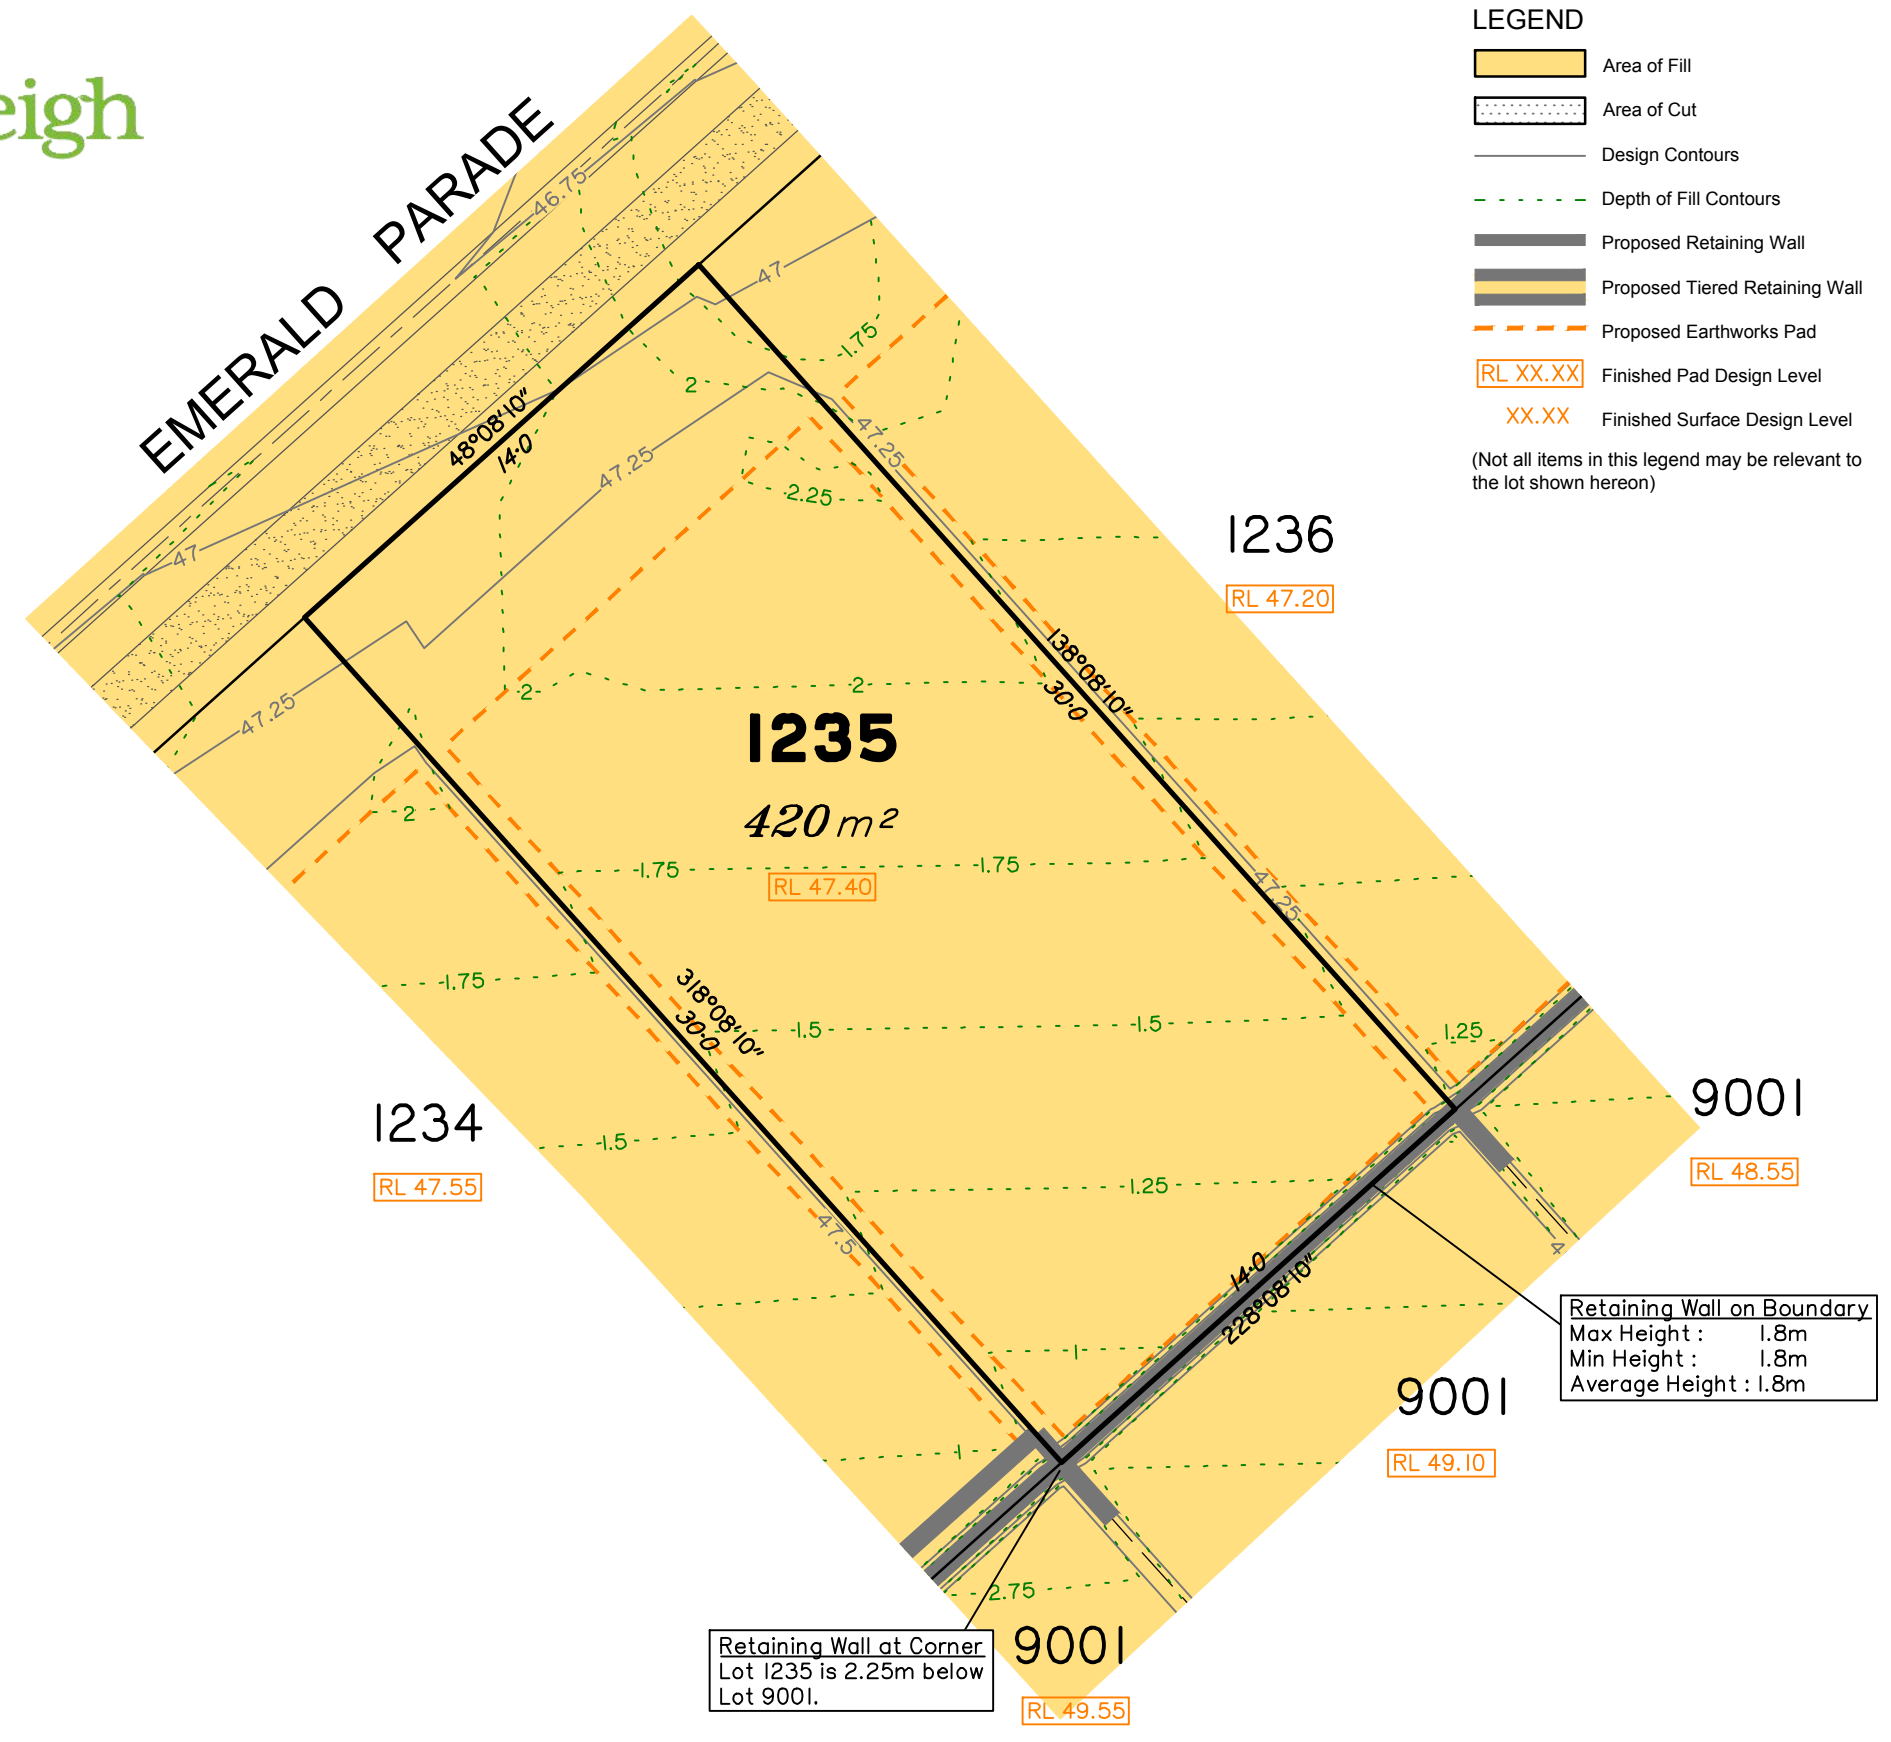 eigh
EMERALD PARADE
LEGEND
Area of Fill
Area of Cut
Design Contours
Depth of Fill Contours
Proposed Retaining Wall
Proposed Tiered Retaining Wall
Proposed Earthworks Pad
RL XX.XX Finished Pad Design Level
XX.XX Finished Surface Design Level
(Not all items in this legend may be relevant to
the lot shown hereon)
46.75
47
47
1.75
2
48°08'10"
14·0
47.25
47.25
2.25
47.25
47.25
1236
RL 47.20
138°08'10"
30·0
2
2
2
1235
420 m²
RL 47.40
1.75
1.75
47.25
1.75
318°08'10"
30·0
1.5
1.5
1.25
1234
RL 47.55
1.5
9001
RL 48.55
1.25
47.5
4
14·0
228°08'10"
1
Retaining Wall on Boundary
Max Height : 1.8m
Min Height : 1.8m
Average Height : 1.8m
9001
RL 49.10
1
2.75
Retaining Wall at Corner
Lot 1235 is 2.25m below
Lot 9001.
9001
RL 49.55